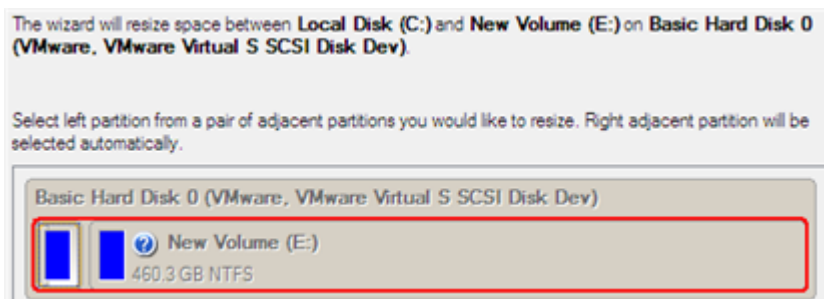 The wizard will resize space between Local Disk (C:) and New Volume (E:) on Basic Hard Disk 0
(VMware, VMware Virtual S SCSI Disk Dev).
Select left partition from a pair of adjacent partitions you would like to resize. Right adjacent partition will be
selected automatically.
Basic Hard Disk 0 (VMware, VMware Virtual S SCSI Disk Dev)
? New Volume (E:)
460.3 GB NTFS